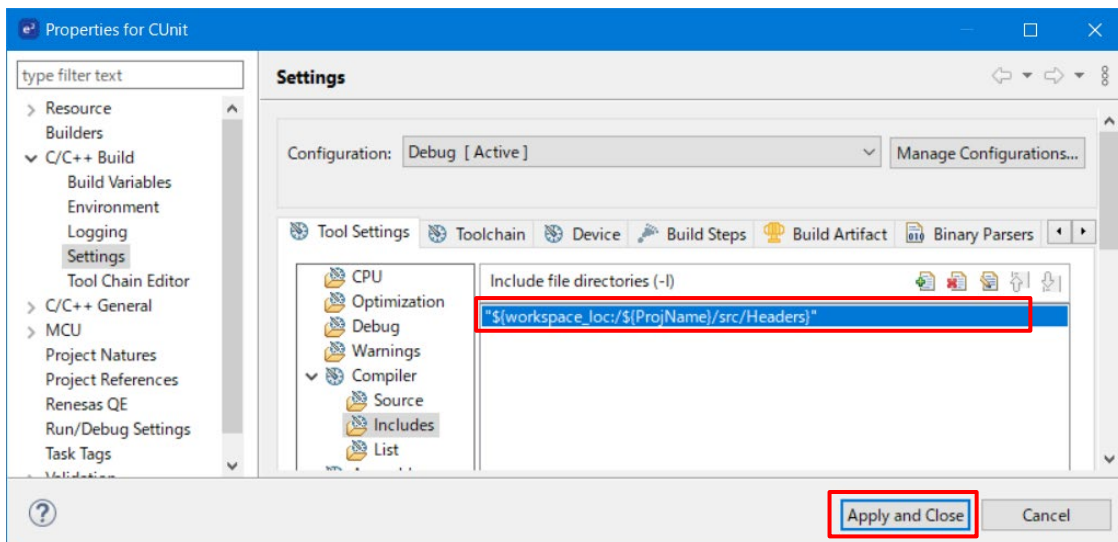 e² Properties for CUnit
type filter text
Settings
Resource
Builders
C/C++ Build
Build Variables
Environment
Logging
Settings
Tool Chain Editor
C/C++ General
MCU
Project Natures
Project References
Renesas QE
Run/Debug Settings
Task Tags
Validation
Configuration: Debug [ Active ] Manage Configurations...
Tool Settings Toolchain Device Build Steps Build Artifact 010 Binary Parsers
CPU
Optimization
Debug
Warnings
Compiler
Source
Includes
List
Include file directories (-I)
"${workspace_loc:/${ProjName}/src/Headers}"
? Apply and Close Cancel